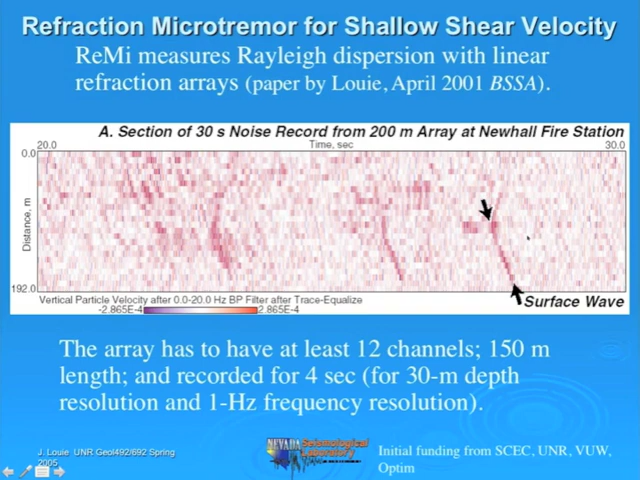 Refraction Microtremor for Shallow Shear Velocity
ReMi measures Rayleigh dispersion with linear
refraction arrays (paper by Louie, April 2001 BSSA).
A. Section of 30 s Noise Record from 200 m Array at Newhall Fire Station
20.0 Time, sec 30.0
0.0
Distance, m
192.0
Vertical Particle Velocity after 0.0-20.0 Hz BP Filter after Trace-Equalize
-2.865E-4 2.865E-4
Surface Wave
The array has to have at least 12 channels; 150 m
length; and recorded for 4 sec (for 30-m depth
resolution and 1-Hz frequency resolution).
J. Louie UNR Geol492/692 Spring
2005
NEVADA Seismological
Laboratory
Initial funding from SCEC, UNR, VUW,
Optim